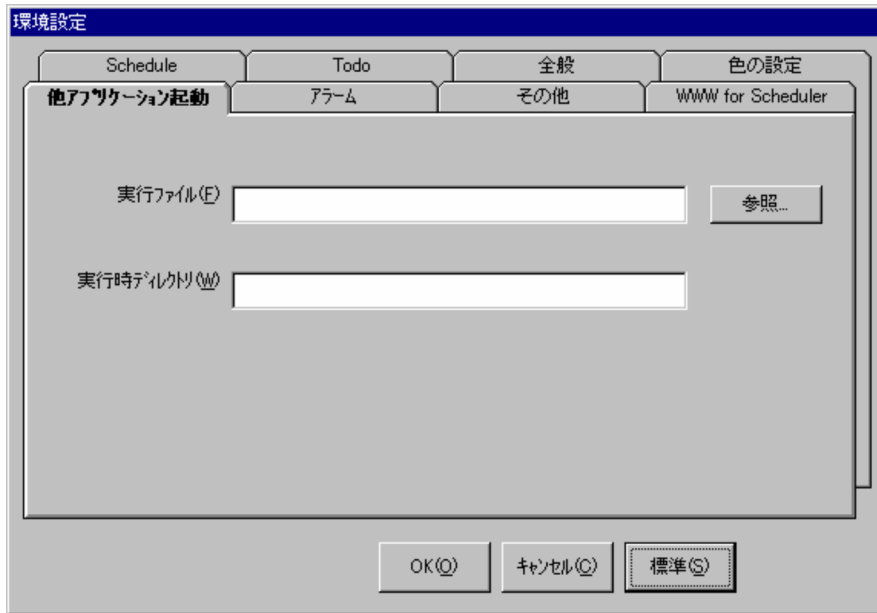 環境設定
Schedule Todo 全般 色の設定
他ｱﾌﾟﾘｹｰｼｮﾝ起動 ｱﾗｰﾑ その他 WWW for Scheduler
実行ﾌｧｲﾙ(F) 参照...
実行時ﾃﾞｨﾚｸﾄﾘ(W)
OK(O) ｷｬﾝｾﾙ(C) 標準(S)